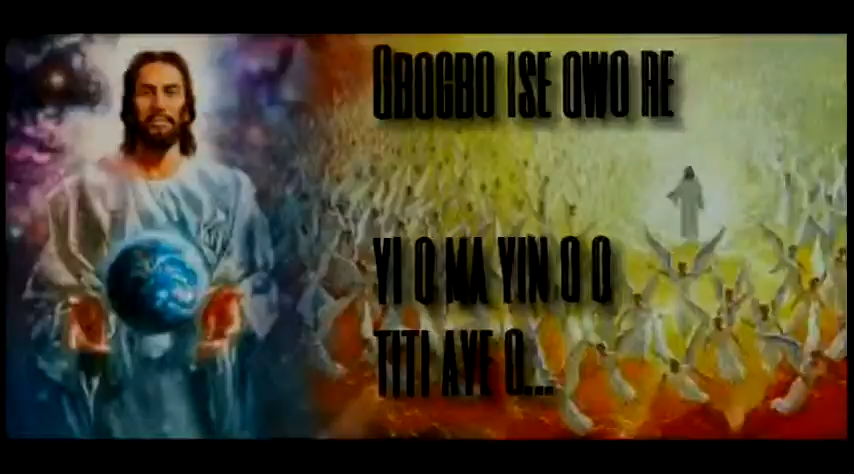 OBOGBO ISE OWO RE
YI O MA YIN O O
TITI AYE O...